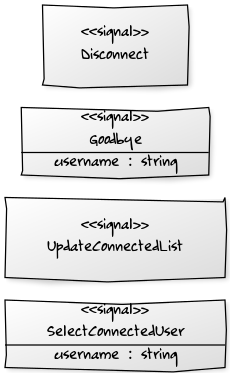 <<signal>>
Disconnect
<<signal>>
Goodbye
username : string
<<signal>>
UpdateConnectedList
<<signal>>
SelectConnectedUser
username : string